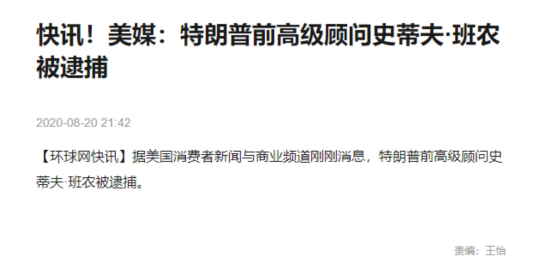 快讯！美媒：特朗普前高级顾问史蒂夫·班农
被逮捕
2020-08-20 21:42
【环球网快讯】据美国消费者新闻与商业频道刚刚消息，特朗普前高级顾问史
蒂夫·班农被逮捕。
责编：王怡